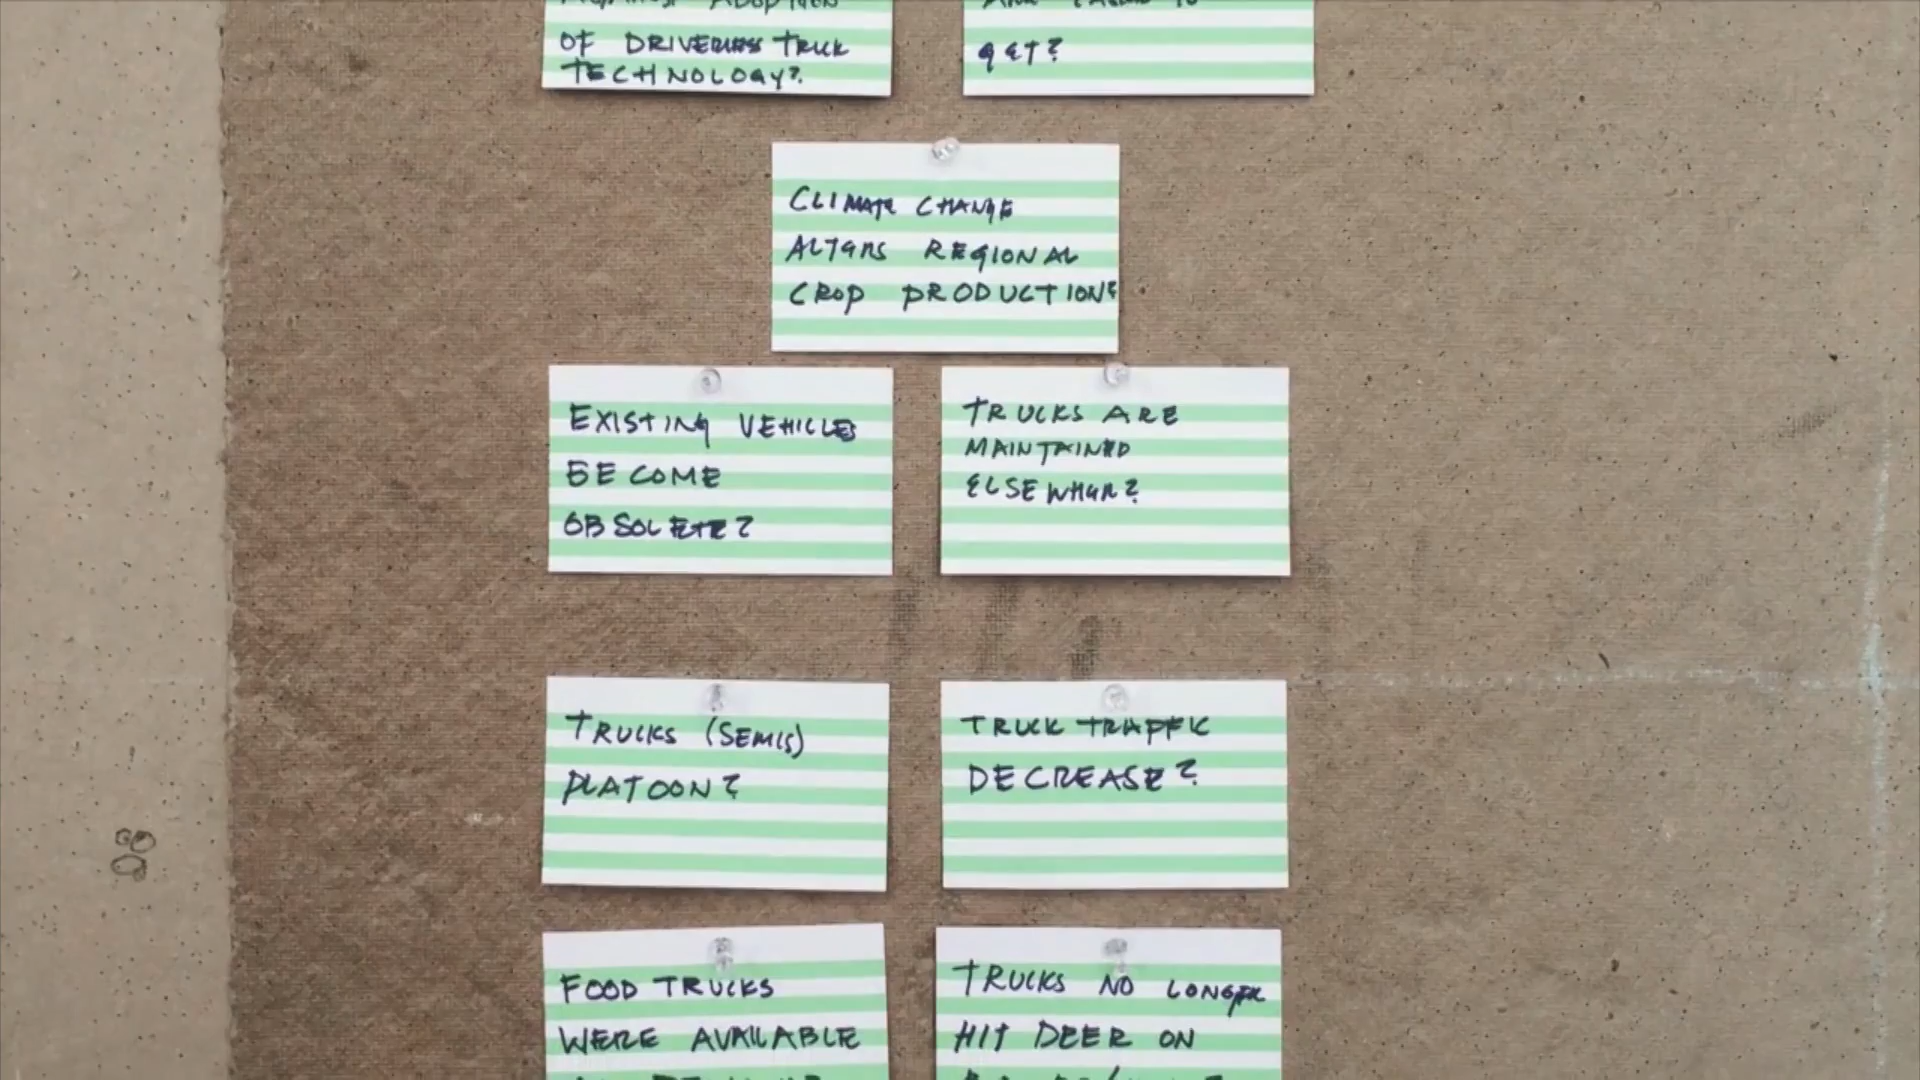 OF DRIVERLESS TRUCK
TECHNOLOGY?
GET?
CLIMATE CHANGE
ALTERS REGIONAL
CROP PRODUCTION?
EXISTING VEHICLES
BECOME
OBSOLETE?
TRUCKS ARE
MAINTAINED
ELSEWHERE?
TRUCKS (SEMIS)
PLATOON?
TRUCK TRAFFIC
DECREASE?
FOOD TRUCKS
WERE AVAILABLE
TRUCKS NO LONGER
HIT DEER ON